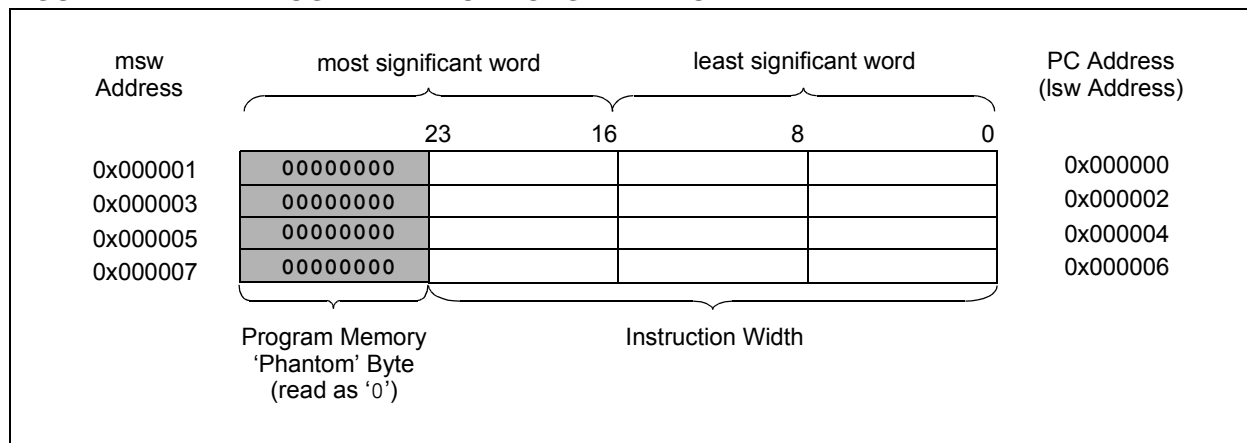 msw
Address
most significant word
least significant word
PC Address
(lsw Address)
23 16 8 0
0x000001 00000000 0x000000
0x000003 00000000 0x000002
0x000005 00000000 0x000004
0x000007 00000000 0x000006
Program Memory
‘Phantom’ Byte
(read as ‘0’)
Instruction Width